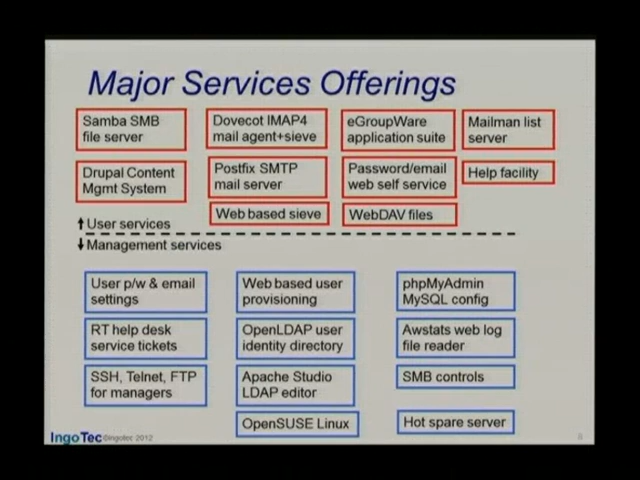 Major Services Offerings
Samba SMB
file server
Dovecot IMAP4
mail agent+sieve
eGroupWare
application suite
Mailman list
server
Drupal Content
Mgmt System
Postfix SMTP
mail server
Password/email
web self service
Help facility
Web based sieve
WebDAV files
User services
Management services
User p/w & email
settings
Web based user
provisioning
phpMyAdmin
MySQL config
RT help desk
service tickets
OpenLDAP user
identity directory
Awstats web log
file reader
SSH, Telnet, FTP
for managers
Apache Studio
LDAP editor
SMB controls
OpenSUSE Linux
Hot spare server
IngoTec ©Ingotec 2012